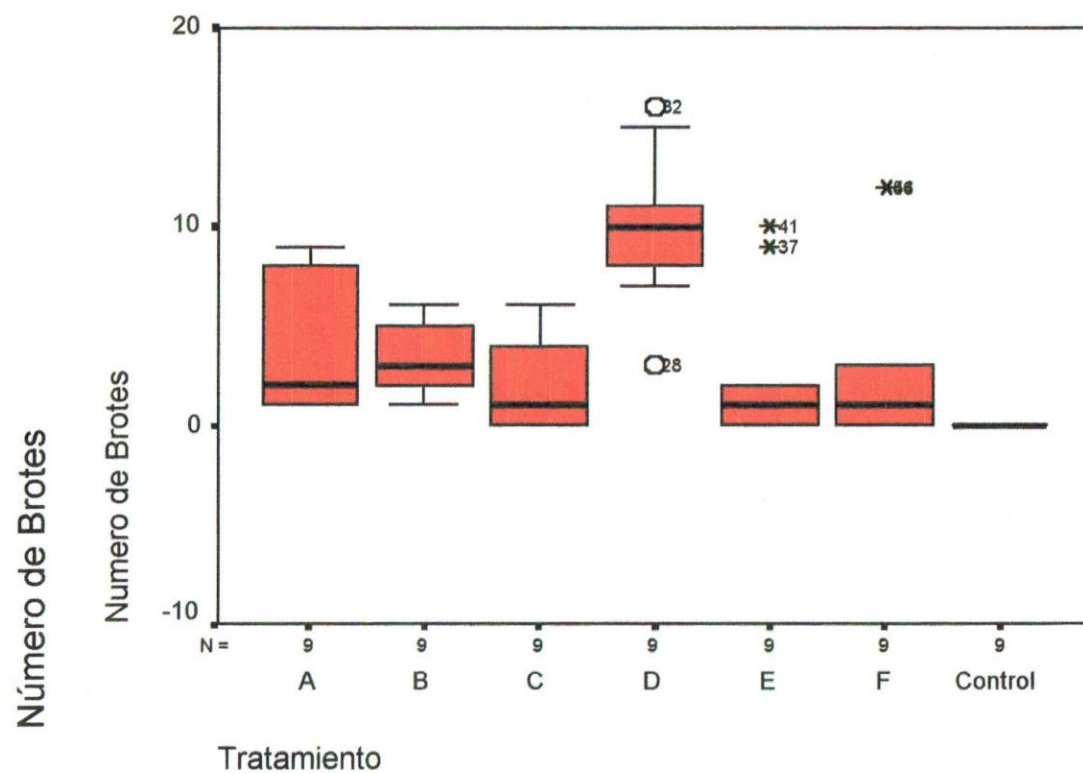 20
10
0
-10
32
28
41
37
N = 9 9 9 9 9 9 9
A B C D E F Control
Tratamiento
Numero de Brotes
Número de Brotes